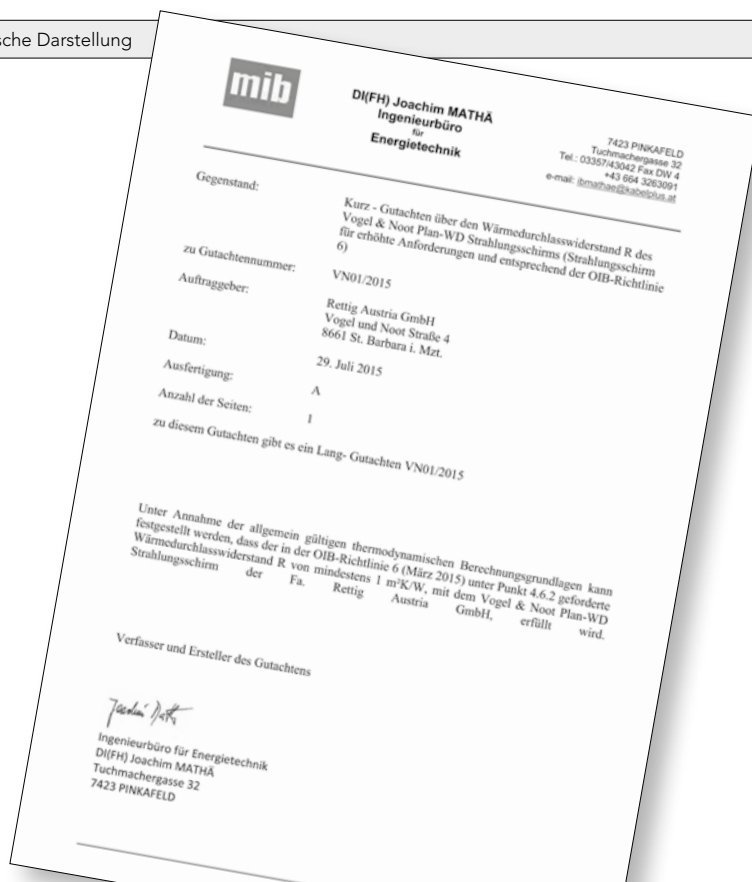 sche Darstellung
mib
DI(FH) Joachim MATHÄ
Ingenieurbüro
für
Energietechnik
7423 PINKAFELD
Tuchmachergasse 32
Tel.: 03357/43042 Fax DW 4
+43 664 3263091
e-mail: ibmathae@kabelplus.at
Gegenstand:
Kurz - Gutachten über den Wärmedurchlasswiderstand R des
Vogel & Noot Plan-WD Strahlungsschirms (Strahlungsschirm
für erhöhte Anforderungen und entsprechend der OIB-Richtlinie
6)
zu Gutachtennummer:
VN01/2015
Auftraggeber:
Rettig Austria GmbH
Vogel und Noot Straße 4
8661 St. Barbara i. Mzt.
Datum:
29. Juli 2015
Ausfertigung:
A
Anzahl der Seiten:
1
zu diesem Gutachten gibt es ein Lang- Gutachten VN01/2015
Unter Annahme der allgemein gültigen thermodynamischen Berechnungsgrundlagen kann
festgestellt werden, dass der in der OIB-Richtlinie 6 (März 2015) unter Punkt 4.6.2 geforderte
Wärmedurchlasswiderstand R von mindestens 1 m²K/W, mit dem Vogel & Noot Plan-WD
Strahlungsschirm der Fa. Rettig Austria GmbH, erfüllt wird.
Verfasser und Ersteller des Gutachtens
Ingenieurbüro für Energietechnik
DI(FH) Joachim MATHÄ
Tuchmachergasse 32
7423 PINKAFELD